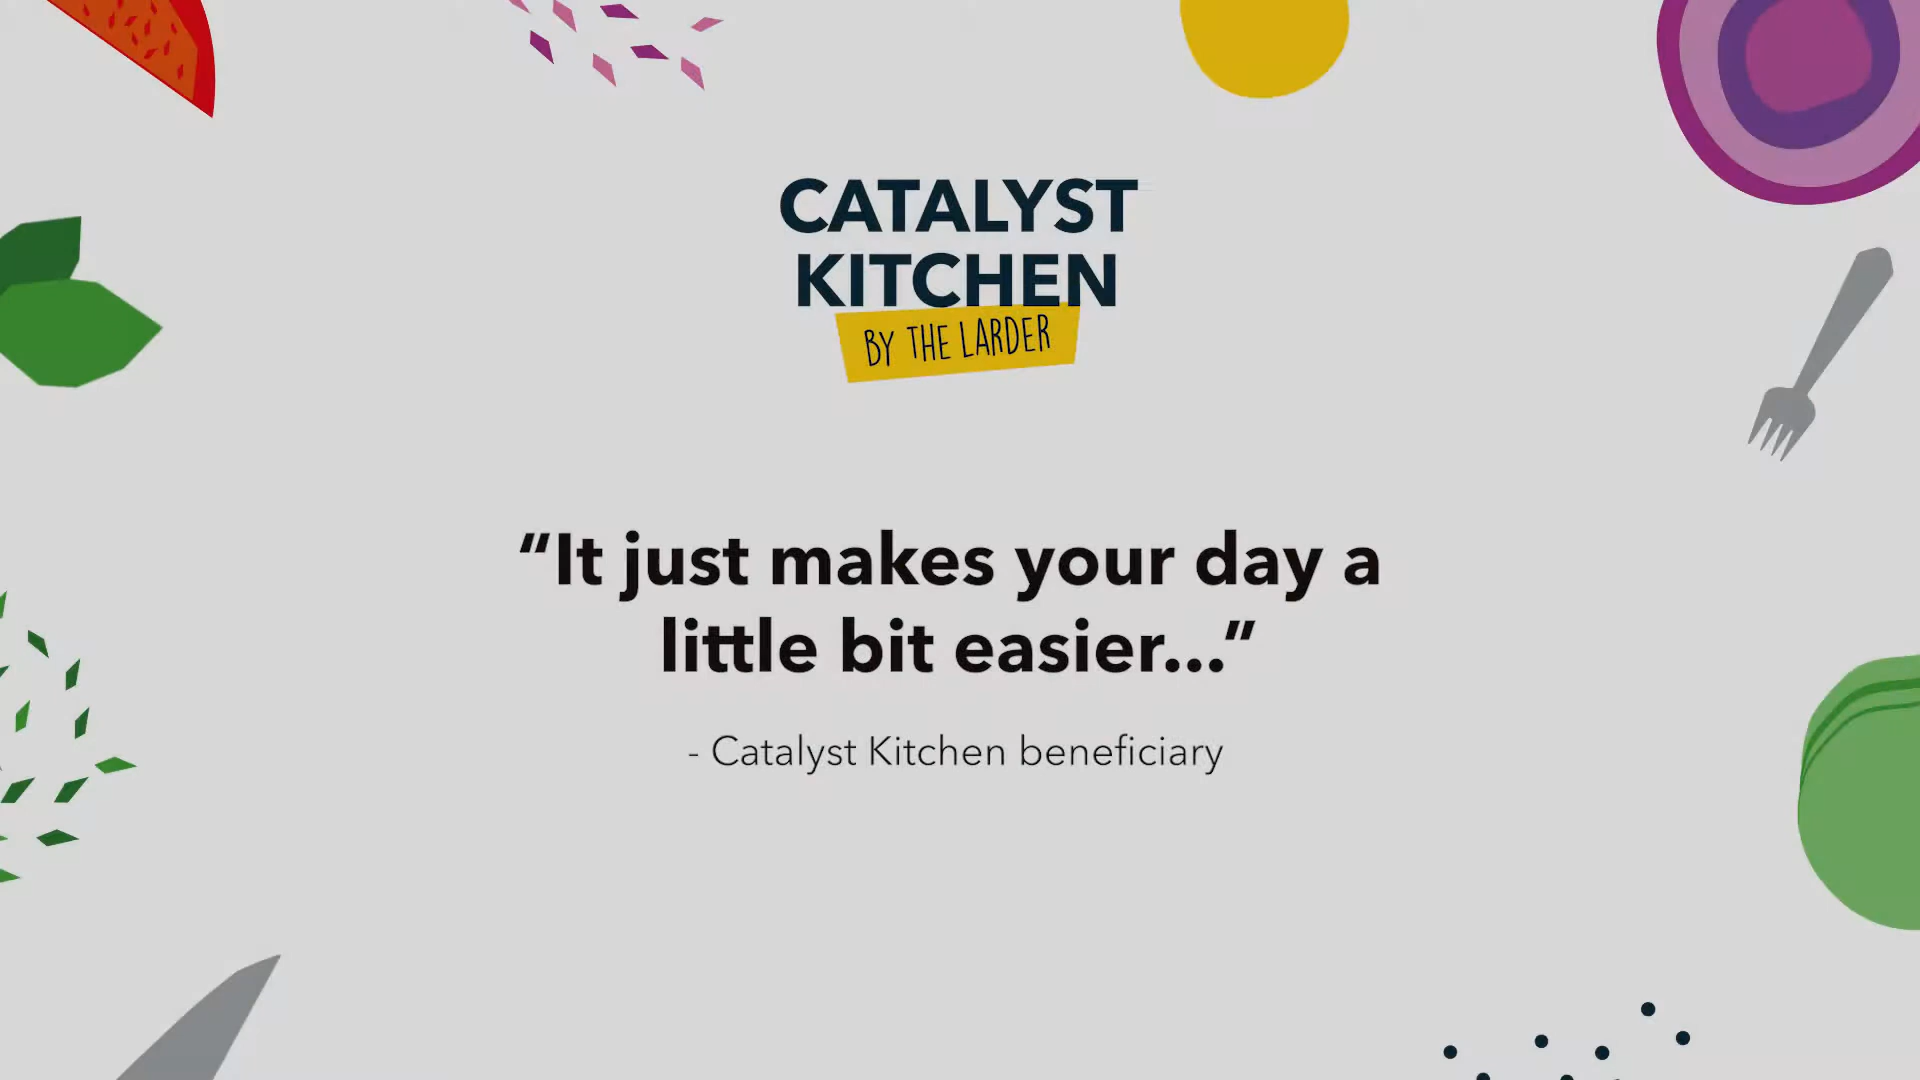 CATALYST
KITCHEN
BY THE LARDER
“It just makes your day a
little bit easier...”
- Catalyst Kitchen beneficiary